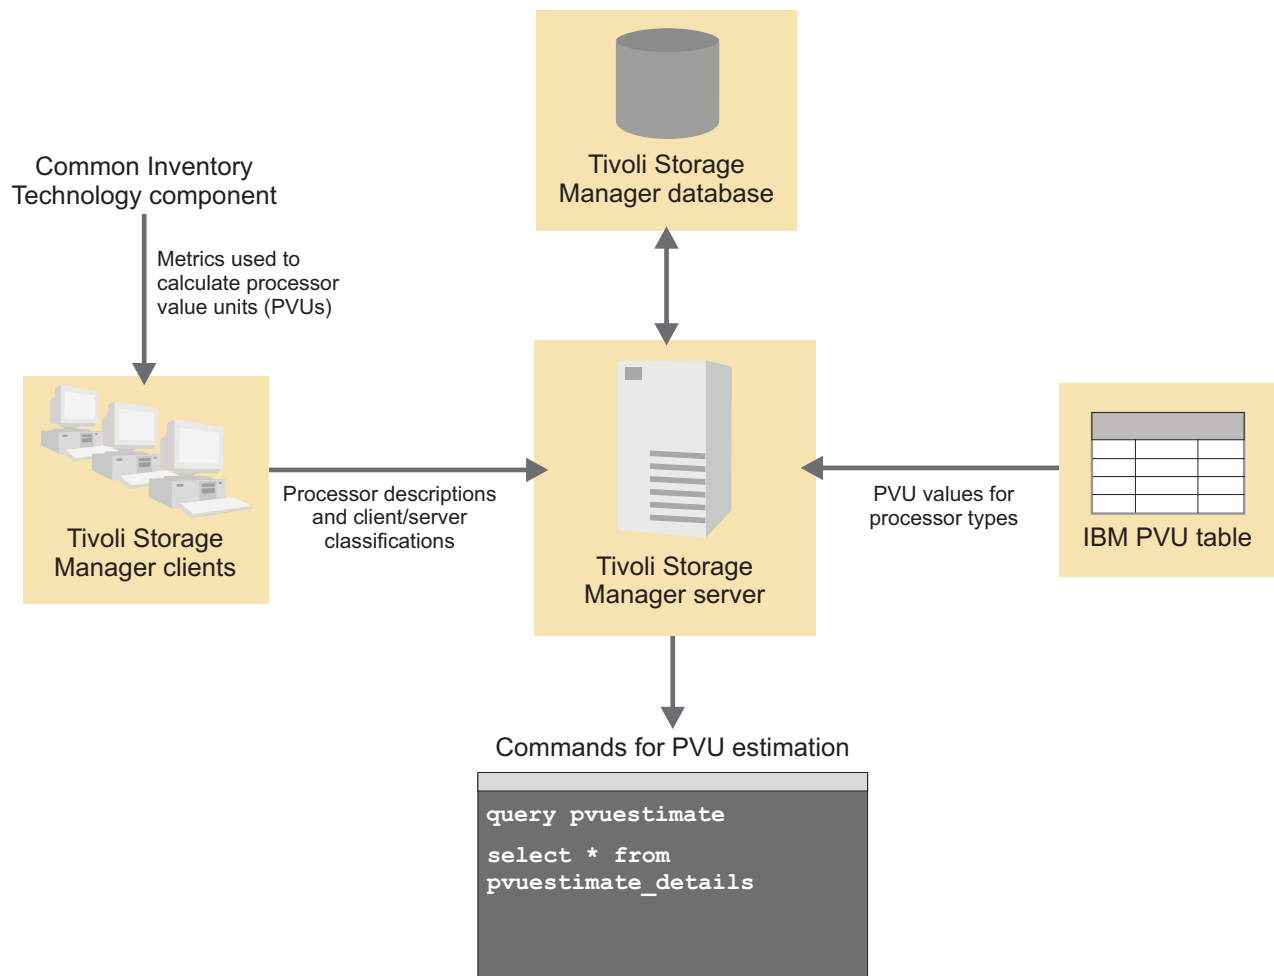 Tivoli Storage
Manager database
Common Inventory
Technology component
Metrics used to
calculate processor
value units (PVUs)
Tivoli Storage
Manager clients
Processor descriptions
and client/server
classifications
Tivoli Storage
Manager server
PVU values for
processor types
IBM PVU table
Commands for PVU estimation
query pvuestimate
select * from
pvuestimate_details